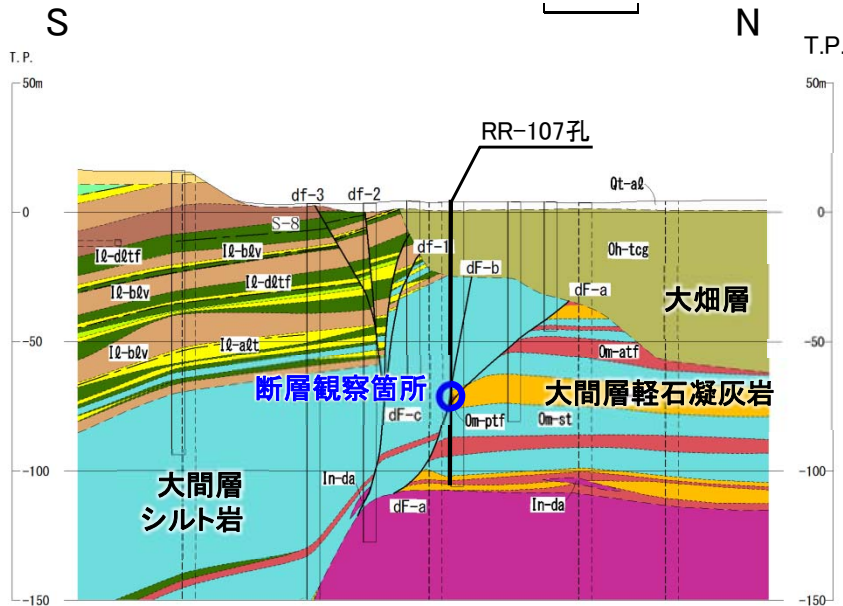 S
N
T.P.
T.P.
50m
50m
RR-107孔
Qt-aℓ
df-3
df-2
0
0
S-8
df-1
Oh-tcg
Iℓ-dℓtf
Iℓ-bℓv
dF-b
Iℓ-dℓtf
dF-a
Iℓ-bℓv
大畑層
Iℓ-aℓt
Iℓ-bℓv
-50
-50
Om-atf
断層観察箇所
大間層軽石凝灰岩
dF-c
Om-ptf
Om-st
-100
-100
大間層
シルト岩
In-da
dF-a
In-da
-150
-150